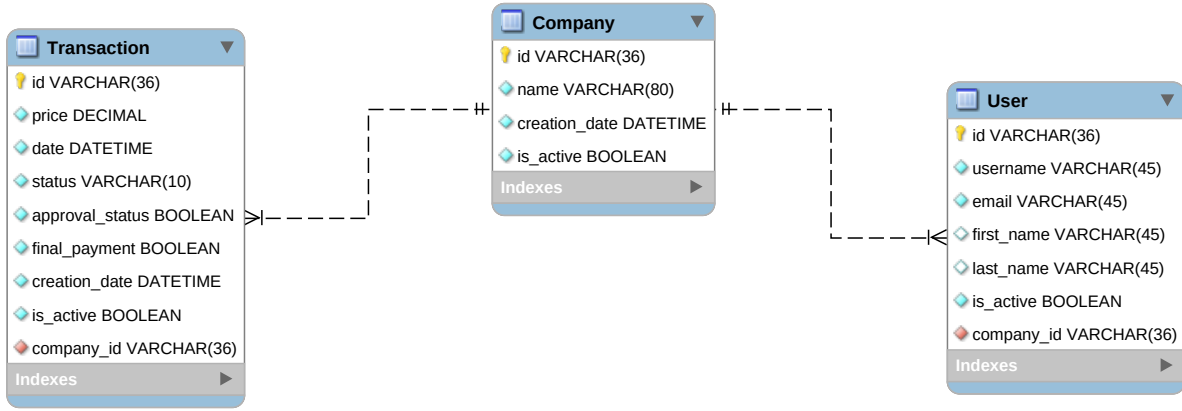 Transaction
id VARCHAR(36)
price DECIMAL
date DATETIME
status VARCHAR(10)
approval_status BOOLEAN
final_payment BOOLEAN
creation_date DATETIME
is_active BOOLEAN
company_id VARCHAR(36)
Indexes
Company
id VARCHAR(36)
name VARCHAR(80)
creation_date DATETIME
is_active BOOLEAN
Indexes
User
id VARCHAR(36)
username VARCHAR(45)
email VARCHAR(45)
first_name VARCHAR(45)
last_name VARCHAR(45)
is_active BOOLEAN
company_id VARCHAR(36)
Indexes